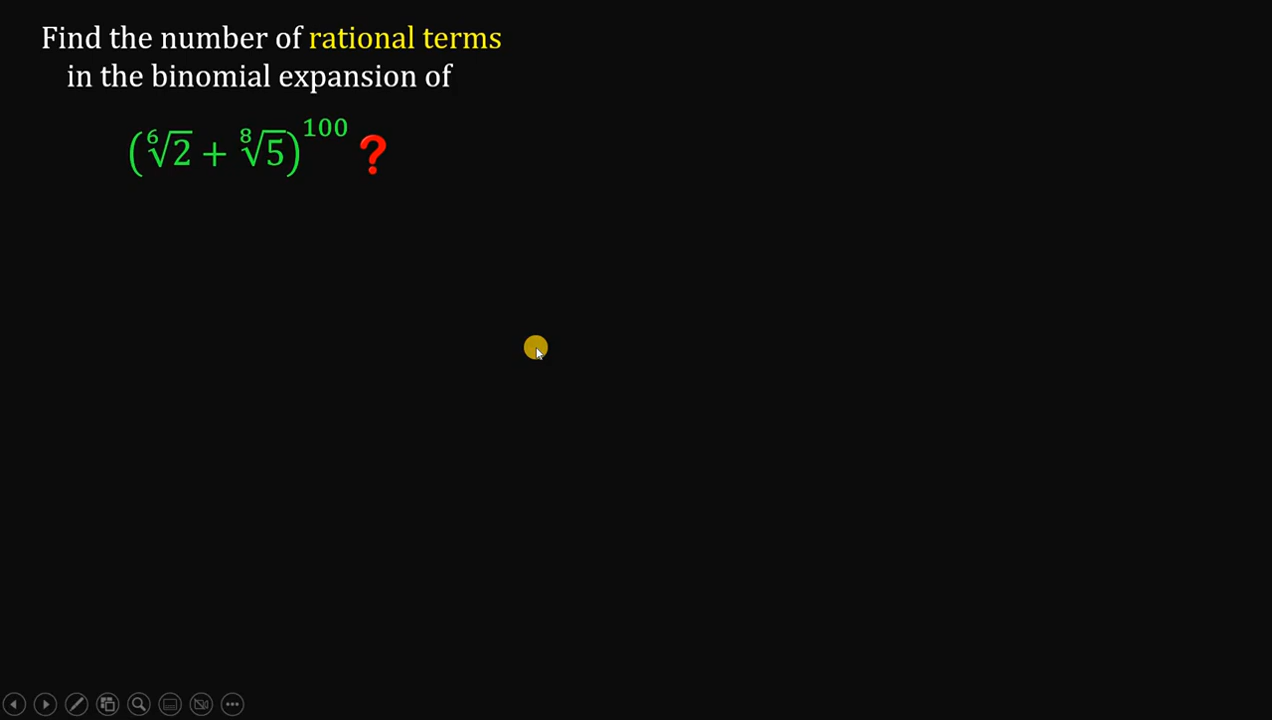 Find the number of rational terms
in the binomial expansion of
(⁶√2 + ⁸√5)¹⁰⁰ ❓